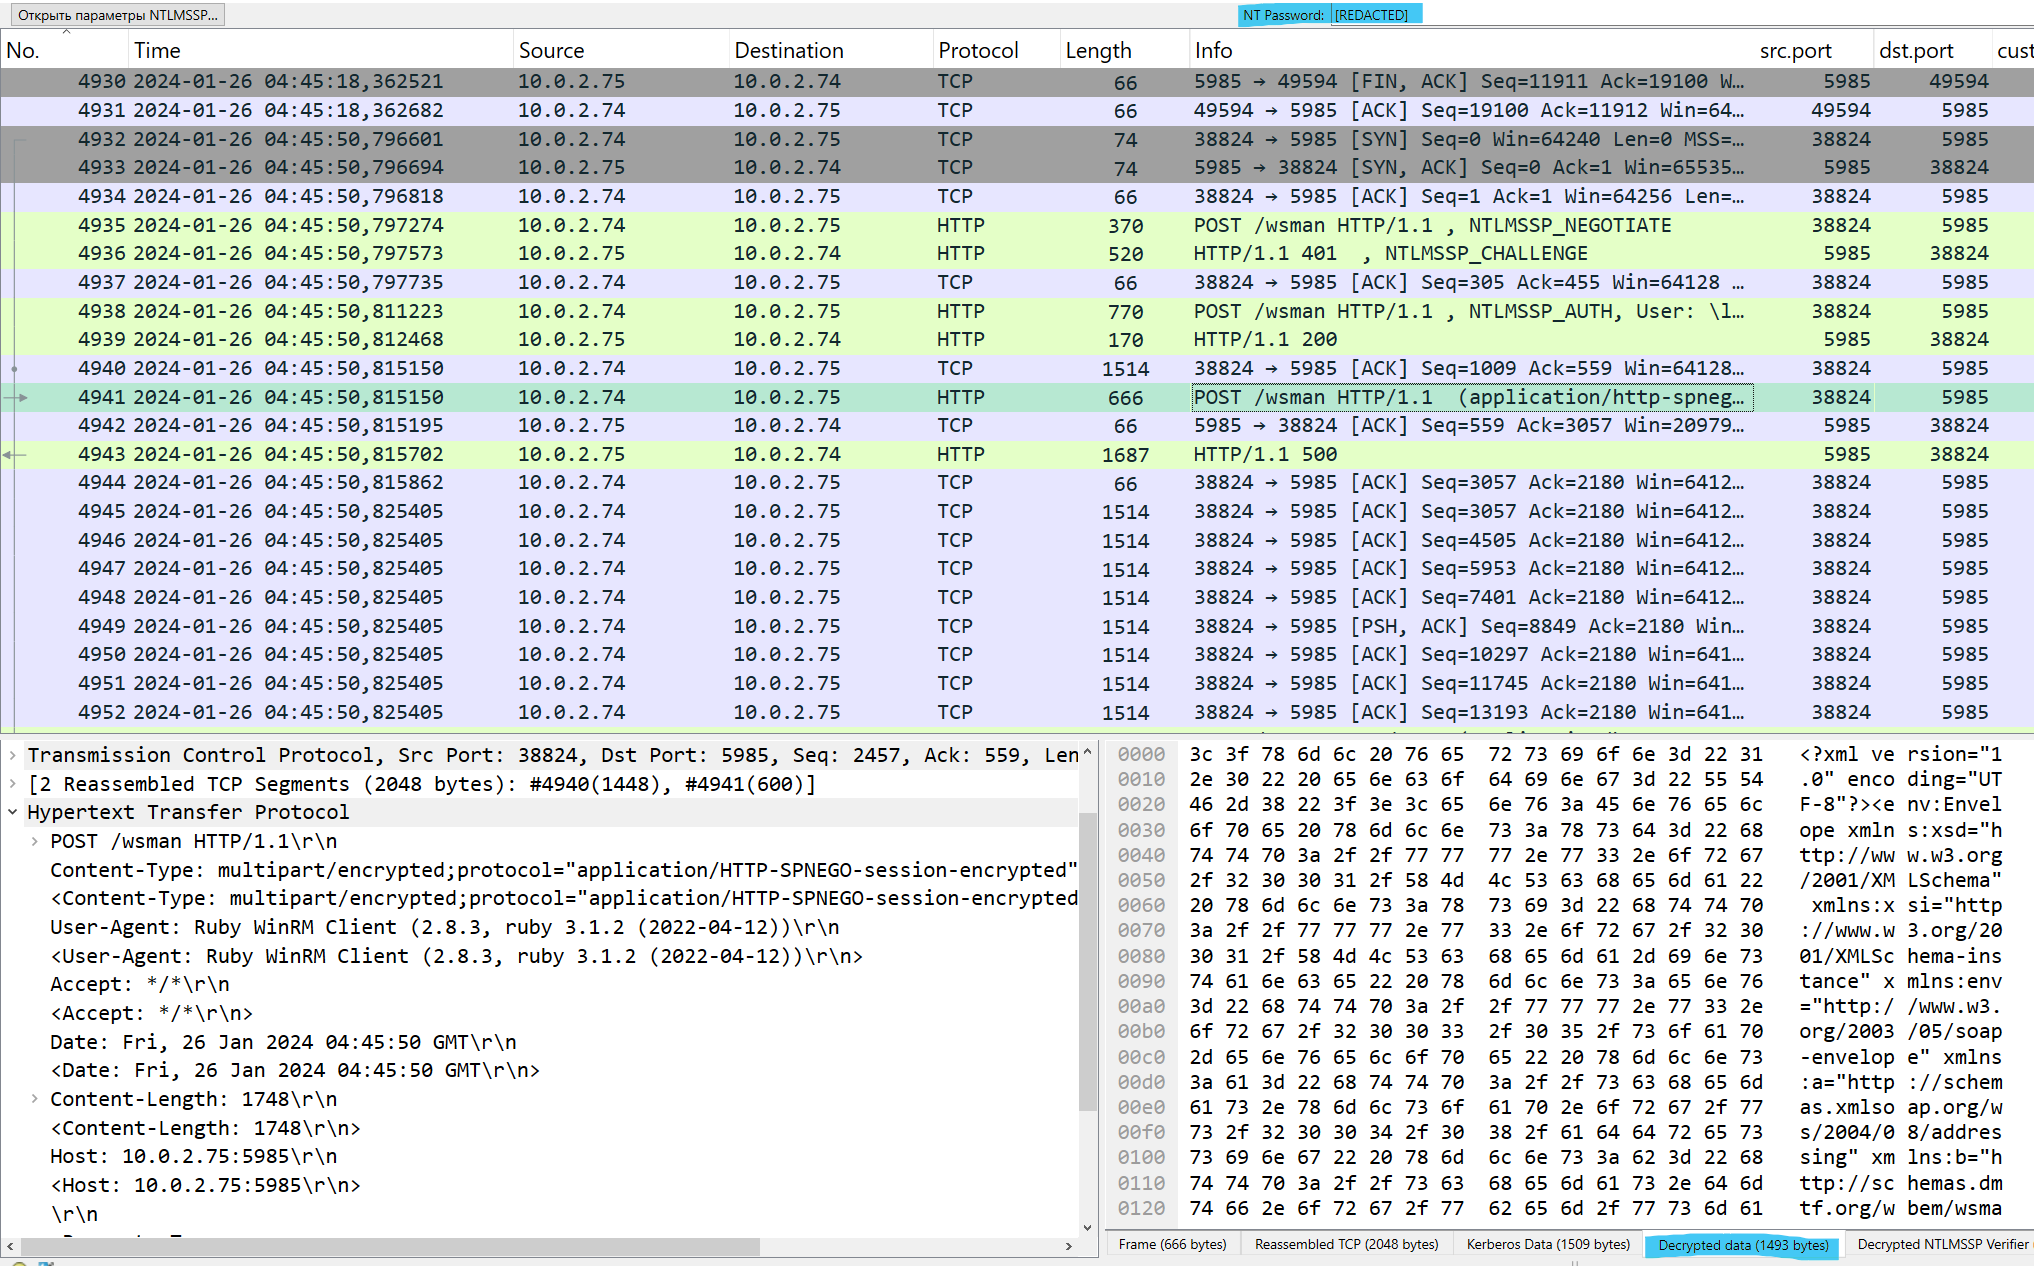 Открыть параметры NTLMSSP...
NT Password: [REDACTED]
No. Time Source Destination Protocol Length Info src.port dst.port cust
4930 2024-01-26 04:45:18,362521 10.0.2.75 10.0.2.74 TCP 66 5985 → 49594 [FIN, ACK] Seq=11911 Ack=19100 W… 5985 49594
4931 2024-01-26 04:45:18,362682 10.0.2.74 10.0.2.75 TCP 66 49594 → 5985 [ACK] Seq=19100 Ack=11912 Win=64… 49594 5985
4932 2024-01-26 04:45:50,796601 10.0.2.74 10.0.2.75 TCP 74 38824 → 5985 [SYN] Seq=0 Win=64240 Len=0 MSS=… 38824 5985
4933 2024-01-26 04:45:50,796694 10.0.2.75 10.0.2.74 TCP 74 5985 → 38824 [SYN, ACK] Seq=0 Ack=1 Win=65535… 5985 38824
4934 2024-01-26 04:45:50,796818 10.0.2.74 10.0.2.75 TCP 66 38824 → 5985 [ACK] Seq=1 Ack=1 Win=64256 Len=… 38824 5985
4935 2024-01-26 04:45:50,797274 10.0.2.74 10.0.2.75 HTTP 370 POST /wsman HTTP/1.1 , NTLMSSP_NEGOTIATE 38824 5985
4936 2024-01-26 04:45:50,797573 10.0.2.75 10.0.2.74 HTTP 520 HTTP/1.1 401  , NTLMSSP_CHALLENGE 5985 38824
4937 2024-01-26 04:45:50,797735 10.0.2.74 10.0.2.75 TCP 66 38824 → 5985 [ACK] Seq=305 Ack=455 Win=64128 … 38824 5985
4938 2024-01-26 04:45:50,811223 10.0.2.74 10.0.2.75 HTTP 770 POST /wsman HTTP/1.1 , NTLMSSP_AUTH, User: \l… 38824 5985
4939 2024-01-26 04:45:50,812468 10.0.2.75 10.0.2.74 HTTP 170 HTTP/1.1 200 5985 38824
4940 2024-01-26 04:45:50,815150 10.0.2.74 10.0.2.75 TCP 1514 38824 → 5985 [ACK] Seq=1009 Ack=559 Win=64128… 38824 5985
4941 2024-01-26 04:45:50,815150 10.0.2.74 10.0.2.75 HTTP 666 POST /wsman HTTP/1.1  (application/http-spneg… 38824 5985
4942 2024-01-26 04:45:50,815195 10.0.2.75 10.0.2.74 TCP 66 5985 → 38824 [ACK] Seq=559 Ack=3057 Win=20979… 5985 38824
4943 2024-01-26 04:45:50,815702 10.0.2.75 10.0.2.74 HTTP 1687 HTTP/1.1 500 5985 38824
4944 2024-01-26 04:45:50,815862 10.0.2.74 10.0.2.75 TCP 66 38824 → 5985 [ACK] Seq=3057 Ack=2180 Win=6412… 38824 5985
4945 2024-01-26 04:45:50,825405 10.0.2.74 10.0.2.75 TCP 1514 38824 → 5985 [ACK] Seq=3057 Ack=2180 Win=6412… 38824 5985
4946 2024-01-26 04:45:50,825405 10.0.2.74 10.0.2.75 TCP 1514 38824 → 5985 [ACK] Seq=4505 Ack=2180 Win=6412… 38824 5985
4947 2024-01-26 04:45:50,825405 10.0.2.74 10.0.2.75 TCP 1514 38824 → 5985 [ACK] Seq=5953 Ack=2180 Win=6412… 38824 5985
4948 2024-01-26 04:45:50,825405 10.0.2.74 10.0.2.75 TCP 1514 38824 → 5985 [ACK] Seq=7401 Ack=2180 Win=6412… 38824 5985
4949 2024-01-26 04:45:50,825405 10.0.2.74 10.0.2.75 TCP 1514 38824 → 5985 [PSH, ACK] Seq=8849 Ack=2180 Win… 38824 5985
4950 2024-01-26 04:45:50,825405 10.0.2.74 10.0.2.75 TCP 1514 38824 → 5985 [ACK] Seq=10297 Ack=2180 Win=641… 38824 5985
4951 2024-01-26 04:45:50,825405 10.0.2.74 10.0.2.75 TCP 1514 38824 → 5985 [ACK] Seq=11745 Ack=2180 Win=641… 38824 5985
4952 2024-01-26 04:45:50,825405 10.0.2.74 10.0.2.75 TCP 1514 38824 → 5985 [ACK] Seq=13193 Ack=2180 Win=641… 38824 5985
Transmission Control Protocol, Src Port: 38824, Dst Port: 5985, Seq: 2457, Ack: 559, Len
[2 Reassembled TCP Segments (2048 bytes): #4940(1448), #4941(600)]
Hypertext Transfer Protocol
POST /wsman HTTP/1.1\r\n
Content-Type: multipart/encrypted;protocol="application/HTTP-SPNEGO-session-encrypted"
<Content-Type: multipart/encrypted;protocol="application/HTTP-SPNEGO-session-encrypted
User-Agent: Ruby WinRM Client (2.8.3, ruby 3.1.2 (2022-04-12))\r\n
<User-Agent: Ruby WinRM Client (2.8.3, ruby 3.1.2 (2022-04-12))\r\n>
Accept: */*\r\n
<Accept: */*\r\n>
Date: Fri, 26 Jan 2024 04:45:50 GMT\r\n
<Date: Fri, 26 Jan 2024 04:45:50 GMT\r\n>
Content-Length: 1748\r\n
<Content-Length: 1748\r\n>
Host: 10.0.2.75:5985\r\n
<Host: 10.0.2.75:5985\r\n>
\r\n
0000 3c 3f 78 6d 6c 20 76 65 72 73 69 6f 6e 3d 22 31 <?xml ve rsion="1
0010 2e 30 22 20 65 6e 63 6f 64 69 6e 67 3d 22 55 54 .0" enco ding="UT
0020 46 2d 38 22 3f 3e 3c 65 6e 76 3a 45 6e 76 65 6c F-8"?><e nv:Envel
0030 6f 70 65 20 78 6d 6c 6e 73 3a 78 73 64 3d 22 68 ope xmln s:xsd="h
0040 74 74 70 3a 2f 2f 77 77 77 2e 77 33 2e 6f 72 67 ttp://ww w.w3.org
0050 2f 32 30 30 31 2f 58 4d 4c 53 63 68 65 6d 61 22 /2001/XM LSchema"
0060 20 78 6d 6c 6e 73 3a 78 73 69 3d 22 68 74 74 70  xmlns:x si="http
0070 3a 2f 2f 77 77 77 2e 77 33 2e 6f 72 67 2f 32 30 ://www.w 3.org/20
0080 30 31 2f 58 4d 4c 53 63 68 65 6d 61 2d 69 6e 73 01/XMLSc hema-ins
0090 74 61 6e 63 65 22 20 78 6d 6c 6e 73 3a 65 6e 76 tance" x mlns:env
00a0 3d 22 68 74 74 70 3a 2f 2f 77 77 77 2e 77 33 2e ="http:/ /www.w3.
00b0 6f 72 67 2f 32 30 30 33 2f 30 35 2f 73 6f 61 70 org/2003 /05/soap
00c0 2d 65 6e 76 65 6c 6f 70 65 22 20 78 6d 6c 6e 73 -envelop e" xmlns
00d0 3a 61 3d 22 68 74 74 70 3a 2f 2f 73 63 68 65 6d :a="http ://schem
00e0 61 73 2e 78 6d 6c 73 6f 61 70 2e 6f 72 67 2f 77 as.xmlso ap.org/w
00f0 73 2f 32 30 30 34 2f 30 38 2f 61 64 64 72 65 73 s/2004/0 8/addres
0100 73 69 6e 67 22 20 78 6d 6c 6e 73 3a 62 3d 22 68 sing" xm lns:b="h
0110 74 74 70 3a 2f 2f 73 63 68 65 6d 61 73 2e 64 6d ttp://sc hemas.dm
0120 74 66 2e 6f 72 67 2f 77 62 65 6d 2f 77 73 6d 61 tf.org/w bem/wsma
Frame (666 bytes) Reassembled TCP (2048 bytes) Kerberos Data (1509 bytes) Decrypted data (1493 bytes) Decrypted NTLMSSP Verifier